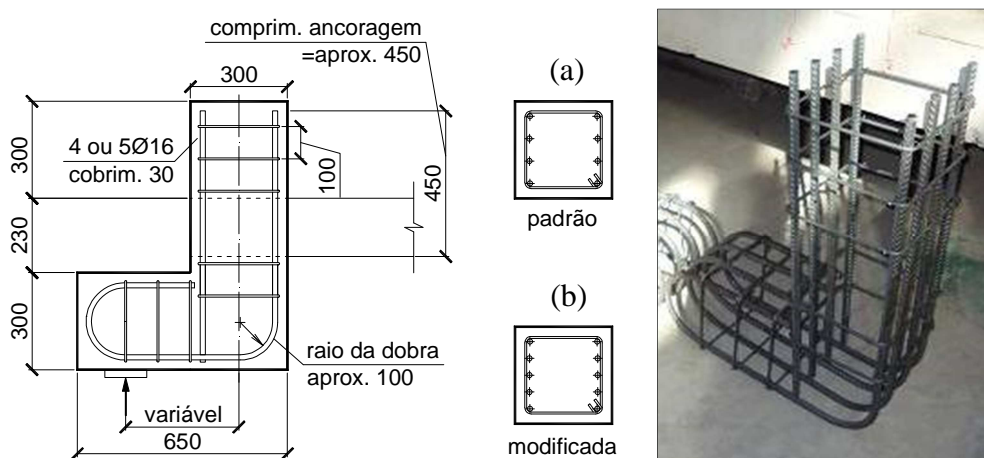 comprim. ancoragem
=aprox. 450
300
4 ou 5Ø16
cobrim. 30
300
230
300
100
450
raio da dobra
aprox. 100
variável
650
(a)
padrão
(b)
modificada